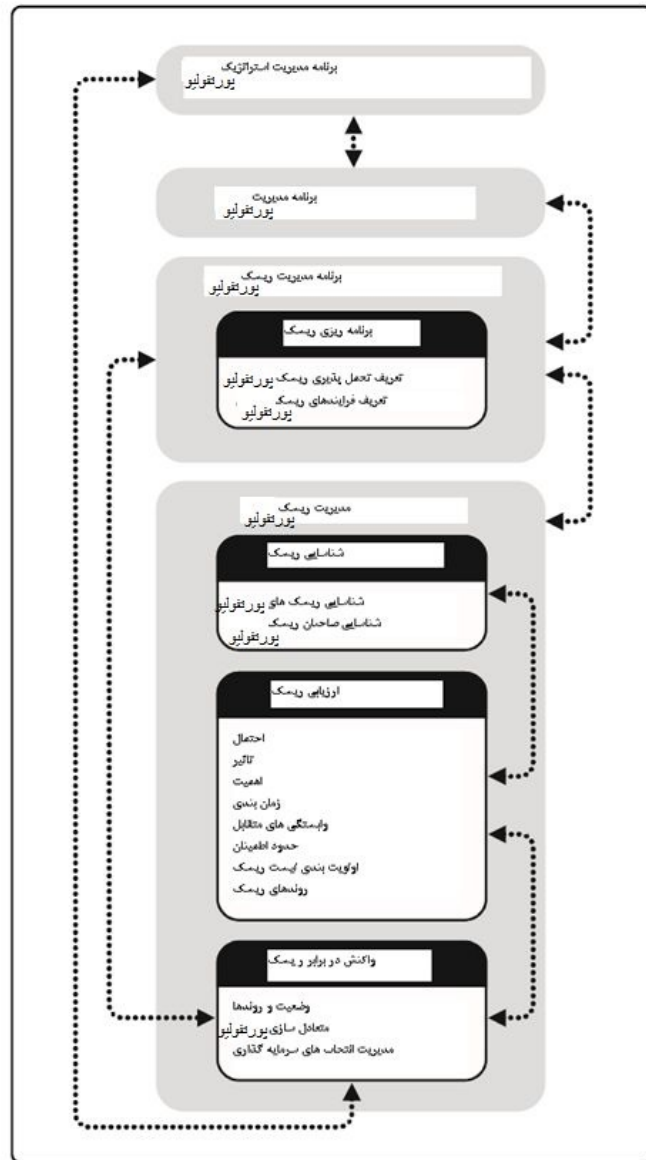 برنامه مدیریت استراتژیک
پورتفولیو
برنامه مدیریت
پورتفولیو
برنامه مدیریت ریسک
پورتفولیو
برنامه ریزی ریسک
تعریف تحمل پذیری ریسک پورتفولیو
تعریف فرایندهای ریسک
پورتفولیو
مدیریت ریسک
پورتفولیو
شناسایی ریسک
شناسایی ریسک های پورتفولیو
شناسایی صاحبان ریسک
پورتفولیو
ارزیابی ریسک
احتمال
تاثیر
اهمیت
زمان بندی
وابستگی های متقابل
حدود اطمینان
اولویت بندی لیست ریسک
روندهای ریسک
واکنش در برابر ریسک
وضعیت و روندها
متعادل سازی پورتفولیو
مدیریت انتخاب های سرمایه گذاری